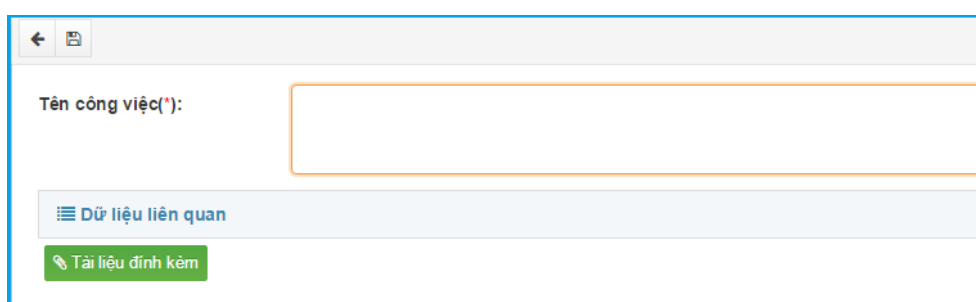 Tên công việc(*):
Dữ liệu liên quan
Tài liệu đính kèm